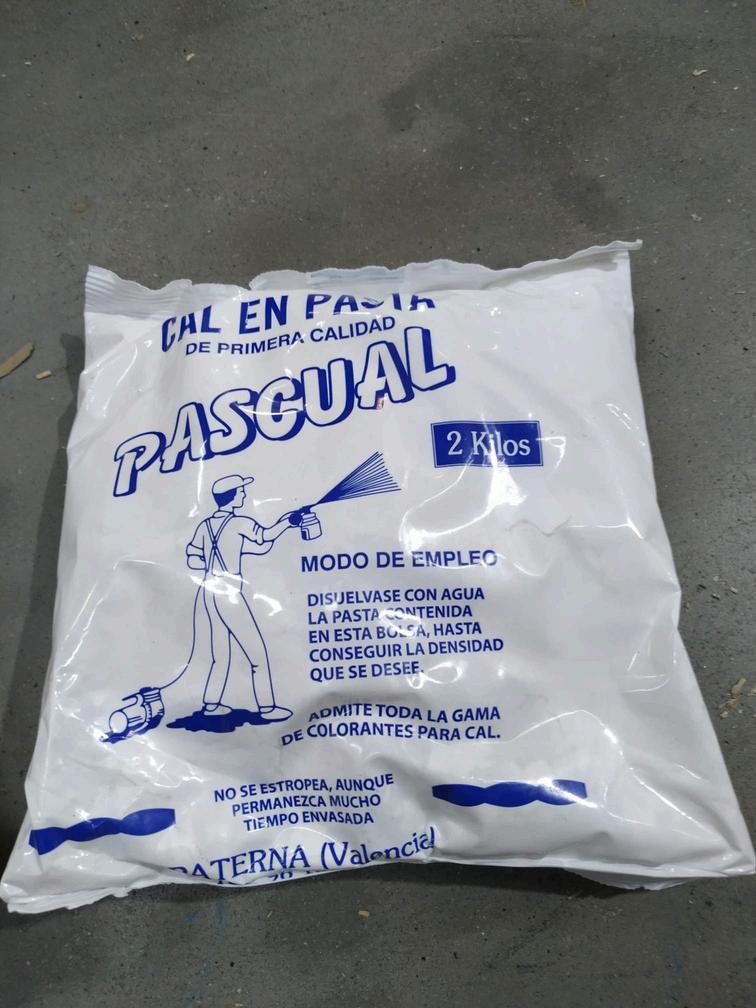 CAL EN PASTA
DE PRIMERA CALIDAD
PASCUAL
2 Kilos
MODO DE EMPLEO
DISUELVASE CON AGUA
LA PASTA CONTENIDA
EN ESTA BOLSA, HASTA
CONSEGUIR LA DENSIDAD
QUE SE DESEE.
ADMITE TODA LA GAMA
DE COLORANTES PARA CAL.
NO SE ESTROPEA, AUNQUE
PERMANEZCA MUCHO
TIEMPO ENVASADA
PATERNA (Valencia)